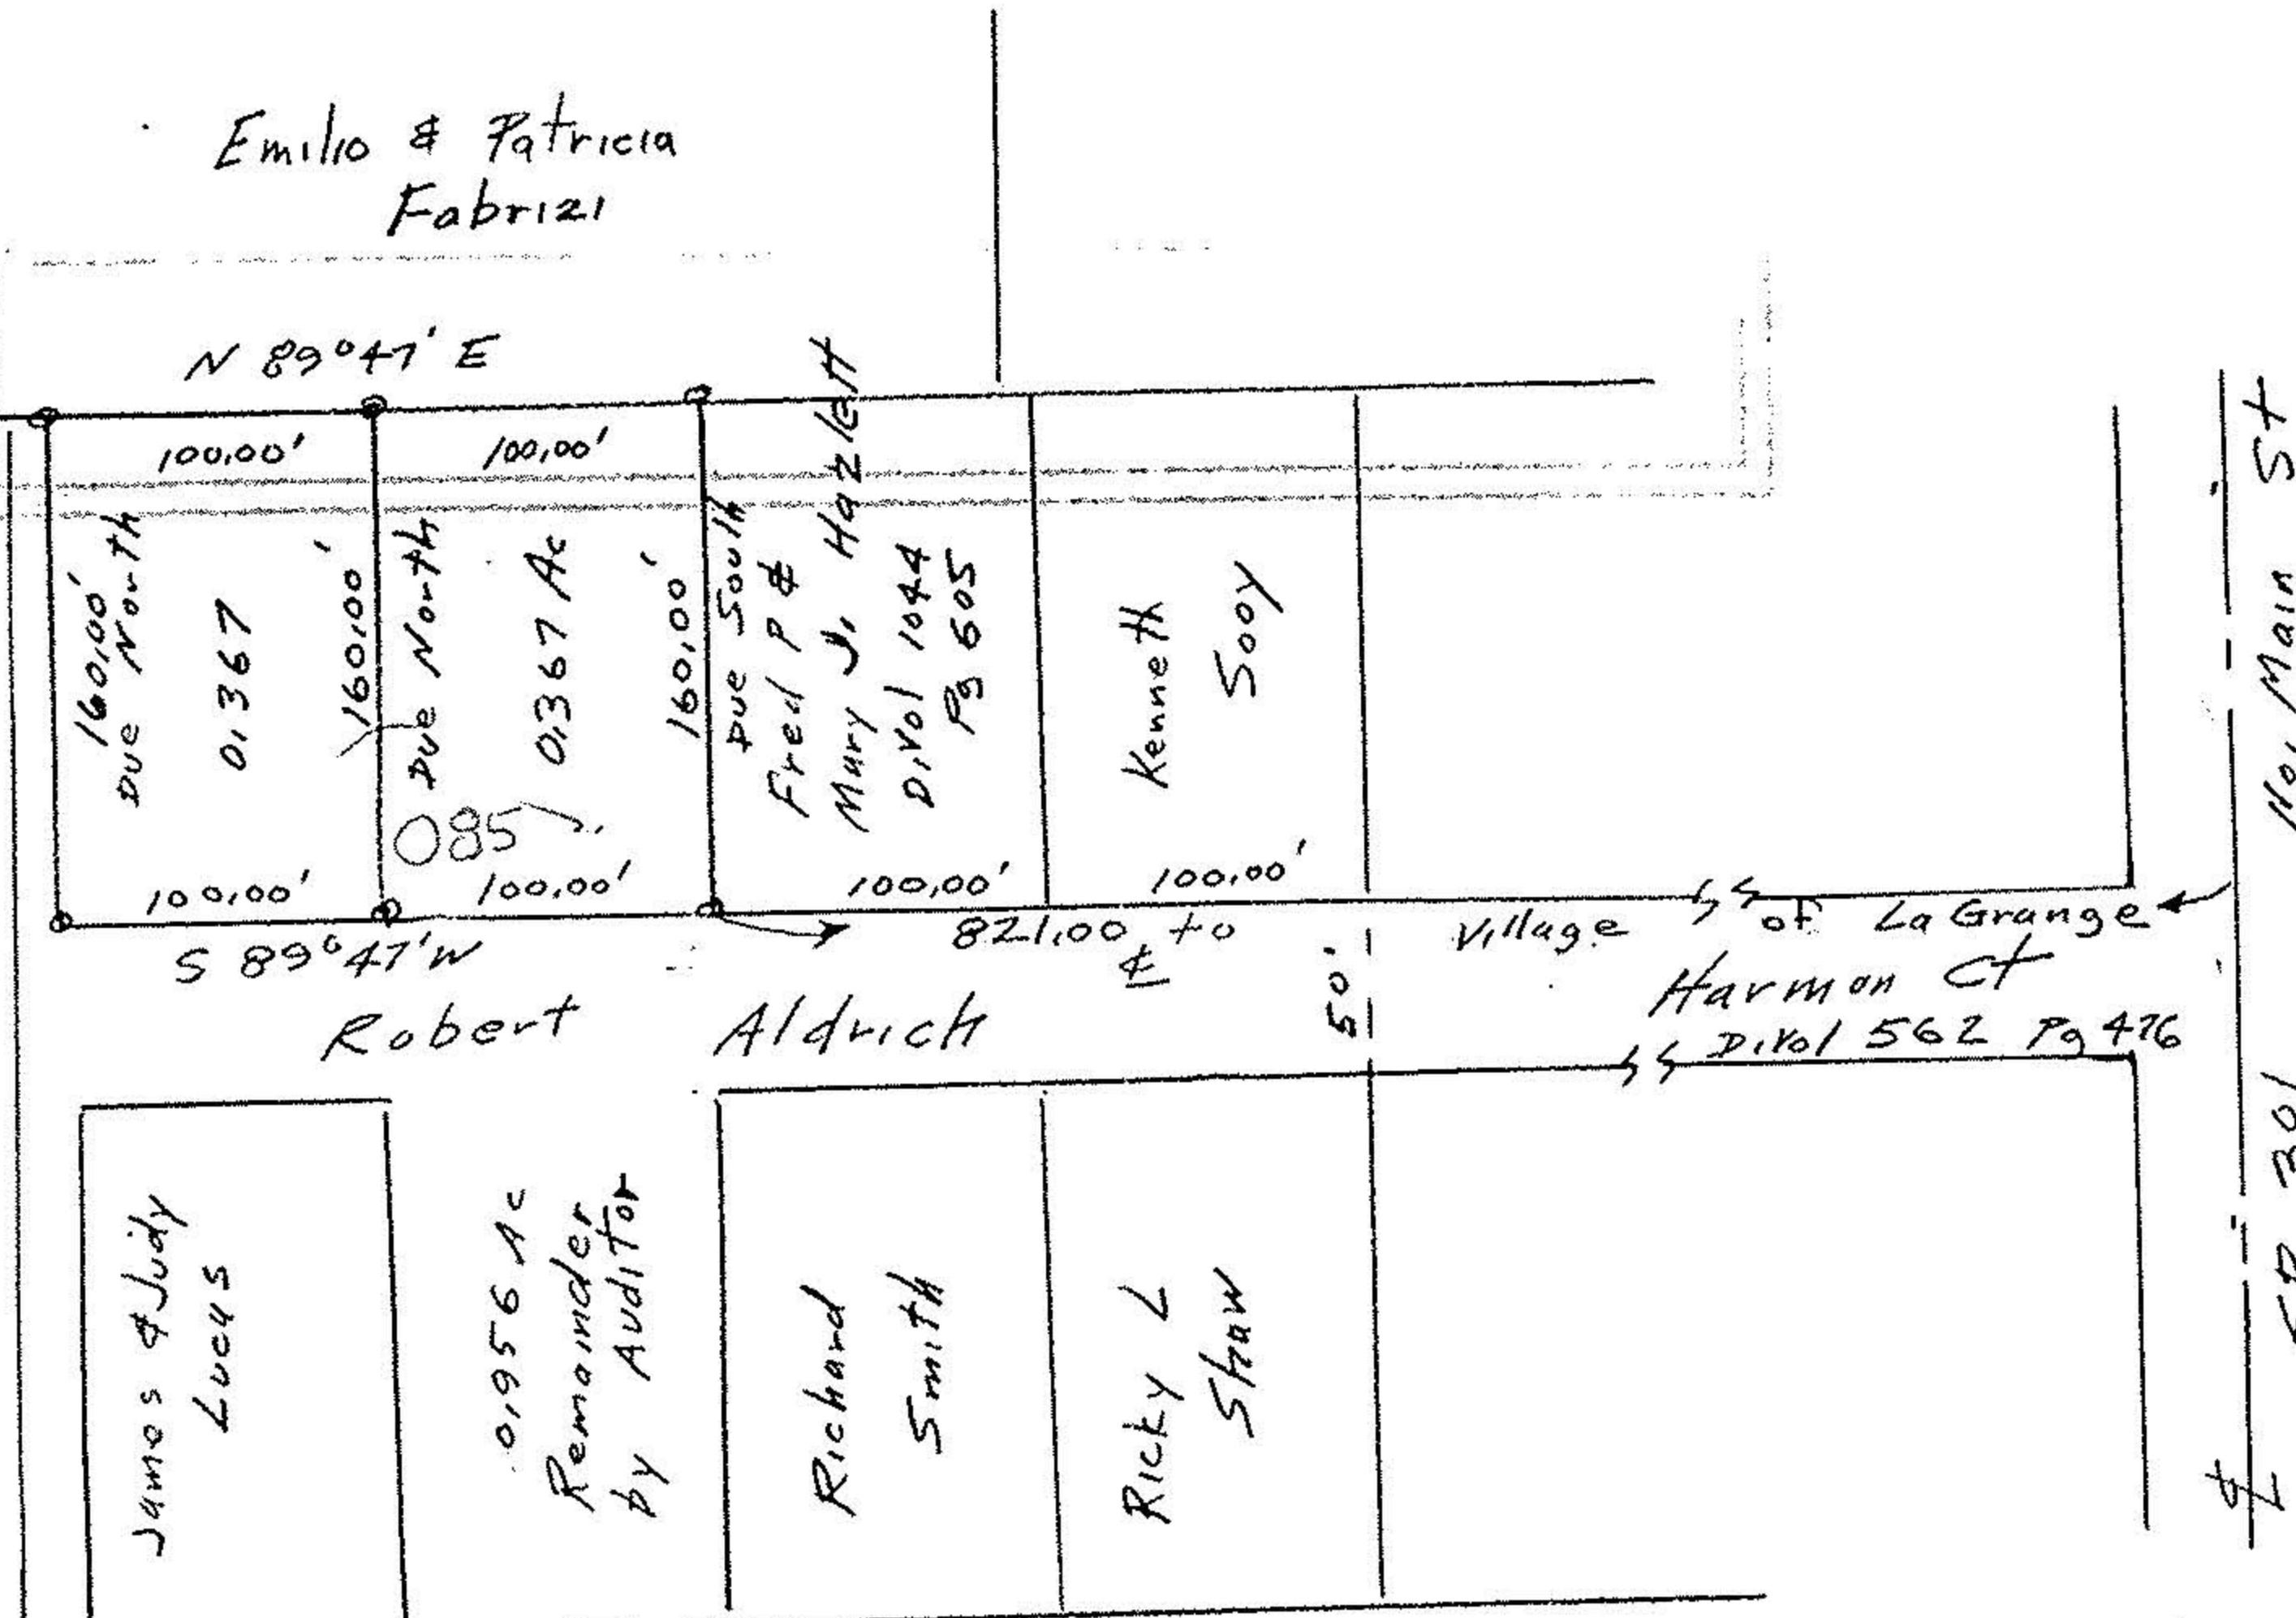 Emilio & Patricia
Fabrizi
N 89°47' E
100.00'
100.00'
160.00'
Due North
0.367
160.00'
Due North
0.367 Ac
160.00'
Due South
Fred P &
Mary J. Hazlett
D.Vol 1044
Pg 605
Kenneth
Sooy
085
100.00'
100.00'
100.00'
100.00'
S 89°47' W
821.00 to
℄
Village of LaGrange
50'
Harmon Ct
D.Vol 562 Pg 476
Robert Aldrich
James & Judy
Lucas
0.956 Ac
Remainder
by Auditor
Richard
Smith
Ricky L
Shaw
No. Main St
℄
301